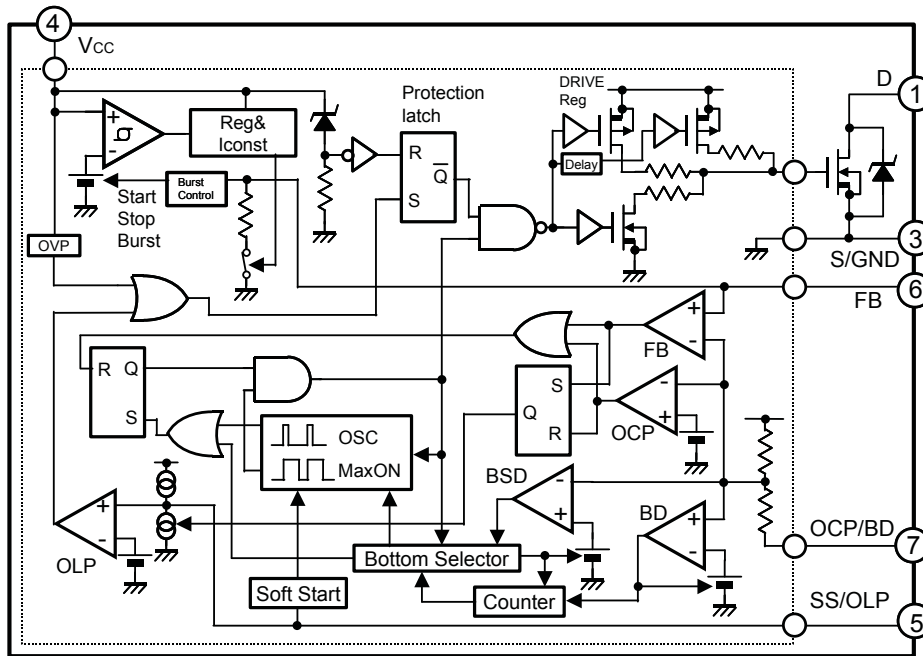 4
VCC
D
1
Protection
latch
DRIVE
Reg
+
-
Reg&
Iconst
R
Q
S
Delay
Burst
Control
Start
Stop
Burst
OVP
3
S/GND
6
FB
+
-
FB
R
Q
S
S
Q
R
-
+
OCP
OSC
MaxON
BSD
-
+
BD
+
-
+
-
OLP
Bottom Selector
OCP/BD
7
Soft Start
Counter
SS/OLP
5